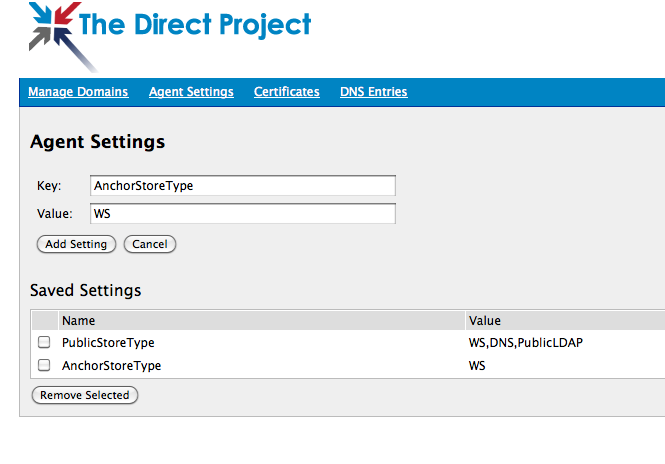 The Direct Project
Manage Domains Agent Settings Certificates DNS Entries
Agent Settings
Key: AnchorStoreType
Value: WS
Add Setting Cancel
Saved Settings
Name Value
PublicStoreType WS,DNS,PublicLDAP
AnchorStoreType WS
Remove Selected